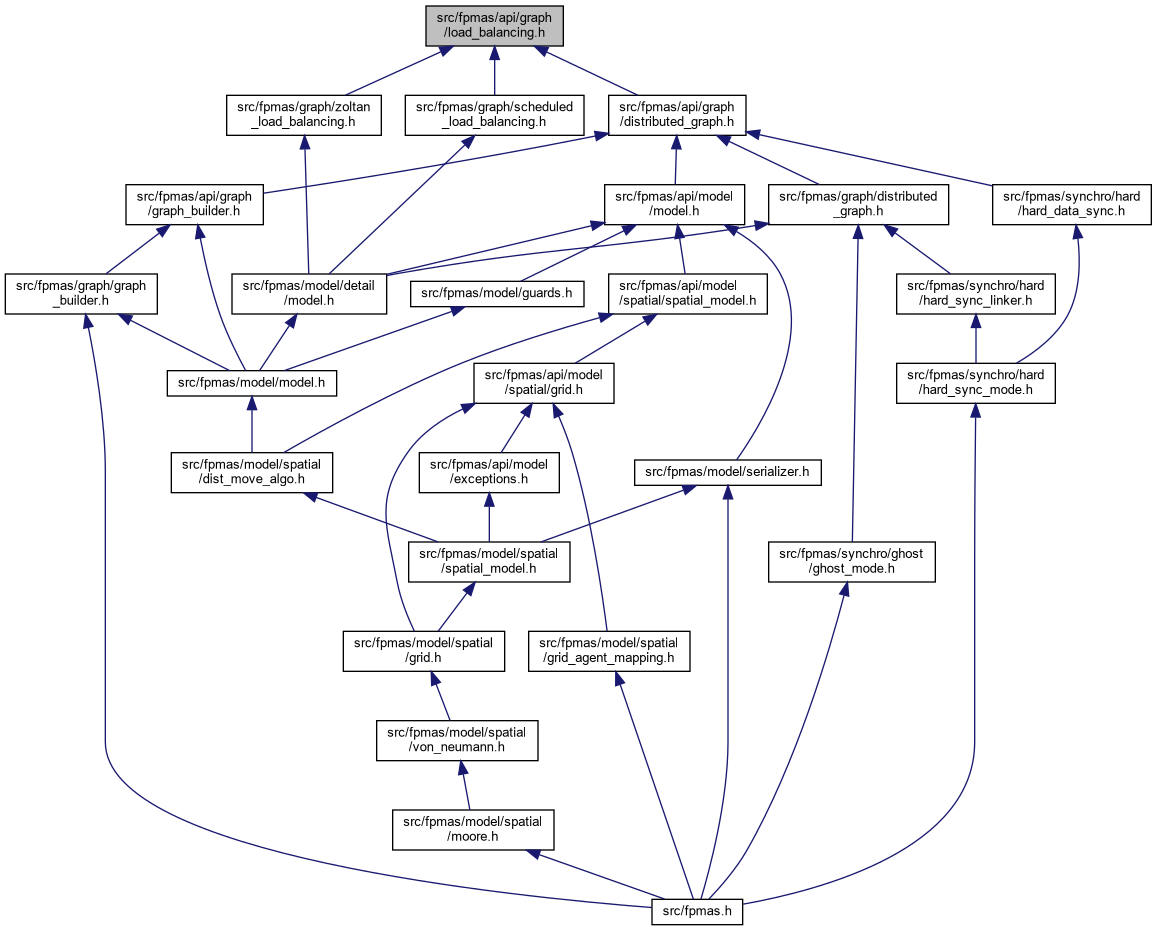 src/fpmas/api/graph
/load_balancing.h
src/fpmas/graph/zoltan
_load_balancing.h
src/fpmas/graph/scheduled
_load_balancing.h
src/fpmas/api/graph
/distributed_graph.h
src/fpmas/api/graph
/graph_builder.h
src/fpmas/api/model
/model.h
src/fpmas/graph/distributed
_graph.h
src/fpmas/synchro/hard
/hard_data_sync.h
src/fpmas/graph/graph
_builder.h
src/fpmas/model/detail
/model.h
src/fpmas/model/guards.h
src/fpmas/api/model
/spatial/spatial_model.h
src/fpmas/synchro/hard
/hard_sync_linker.h
src/fpmas/model/model.h
src/fpmas/api/model
/spatial/grid.h
src/fpmas/synchro/hard
/hard_sync_mode.h
src/fpmas/model/spatial
/dist_move_algo.h
src/fpmas/api/model
/exceptions.h
src/fpmas/model/serializer.h
src/fpmas/model/spatial
/spatial_model.h
src/fpmas/synchro/ghost
/ghost_mode.h
src/fpmas/model/spatial
/grid.h
src/fpmas/model/spatial
/grid_agent_mapping.h
src/fpmas/model/spatial
/von_neumann.h
src/fpmas/model/spatial
/moore.h
src/fpmas.h